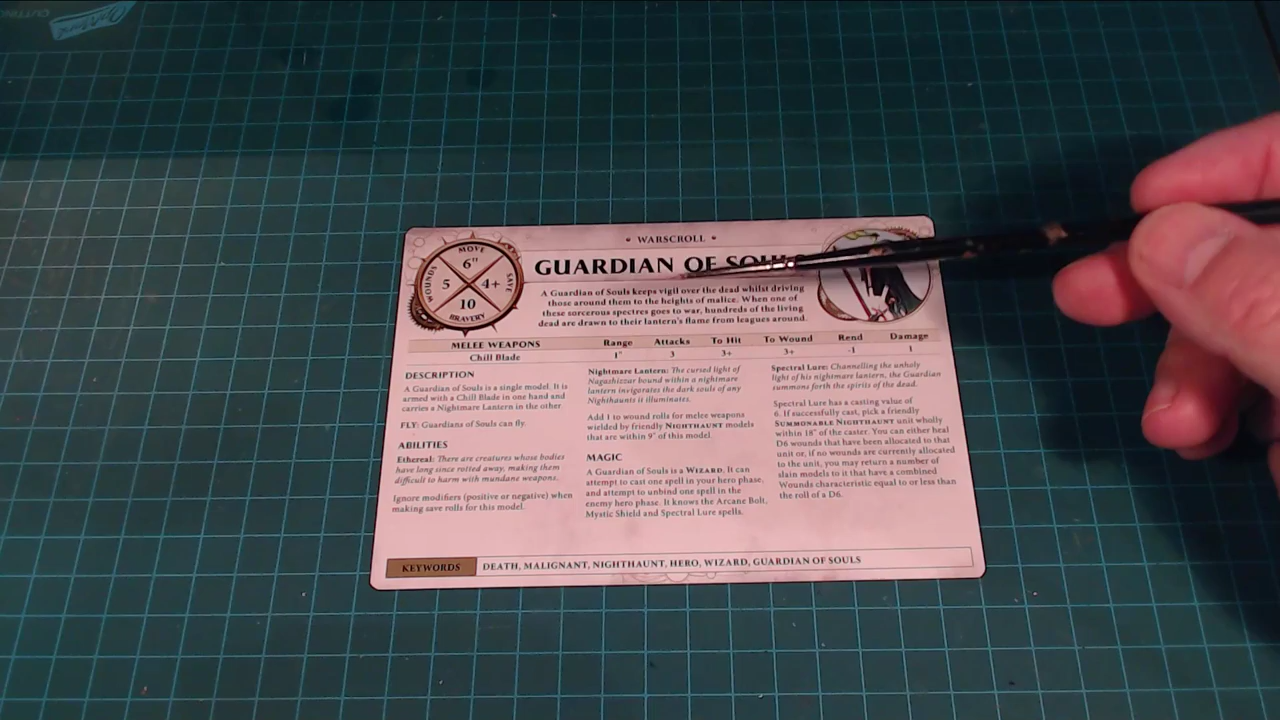 WARSCROLL
GUARDIAN OF SOULS
MOVE
6"
WOUNDS
5
4+
SAVE
10
BRAVERY
A Guardian of Souls keeps vigil over the dead whilst driving
those around them to the heights of malice. When one of
these sorcerous spectres goes to war, hundreds of the living
dead are drawn to their lantern's flame from leagues around.
MELEE WEAPONS Range Attacks To Hit To Wound Rend Damage
Chill Blade 1" 3 3+ 3+ -1 1
DESCRIPTION
A Guardian of Souls is a single model. It is
armed with a Chill Blade in one hand and
carries a Nightmare Lantern in the other.
FLY: Guardians of Souls can fly.
ABILITIES
Ethereal: There are creatures whose bodies
have long since rotted away, making them
difficult to harm with mundane weapons.
Ignore modifiers (positive or negative) when
making save rolls for this model.
Nightmare Lantern: The cursed light of
Nagashizzar bound within a nightmare
lantern invigorates the dark souls of any
Nighthaunts it illuminates.
Add 1 to wound rolls for melee weapons
wielded by friendly NIGHTHAUNT models
that are within 9" of this model.
MAGIC
A Guardian of Souls is a WIZARD. It can
attempt to cast one spell in your hero phase,
and attempt to unbind one spell in the
enemy hero phase. It knows the Arcane Bolt,
Mystic Shield and Spectral Lure spells.
Spectral Lure: Channelling the unholy
light of his nightmare lantern, the Guardian
summons forth the spirits of the dead.
Spectral Lure has a casting value of
6. If successfully cast, pick a friendly
SUMMONABLE NIGHTHAUNT unit wholly
within 18" of the caster. You can either heal
D6 wounds that have been allocated to that
unit or, if no wounds are currently allocated
to the unit, you may return a number of
slain models to it that have a combined
Wounds characteristic equal to or less than
the roll of a D6.
KEYWORDS DEATH, MALIGNANT, NIGHTHAUNT, HERO, WIZARD, GUARDIAN OF SOULS